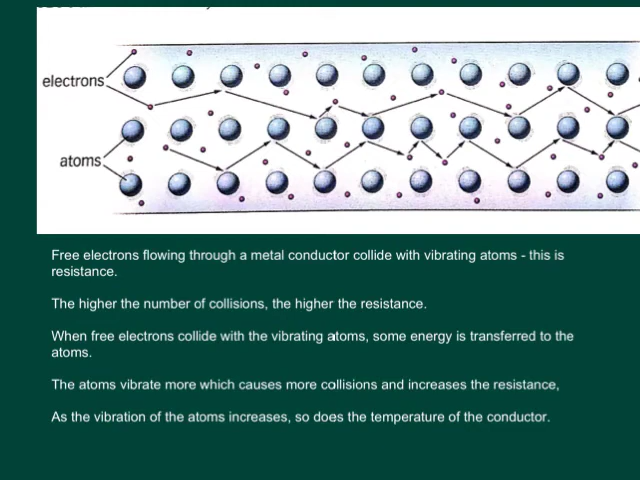 electrons
atoms
Free electrons flowing through a metal conductor collide with vibrating atoms - this is
resistance.
The higher the number of collisions, the higher the resistance.
When free electrons collide with the vibrating atoms, some energy is transferred to the
atoms.
The atoms vibrate more which causes more collisions and increases the resistance,
As the vibration of the atoms increases, so does the temperature of the conductor.